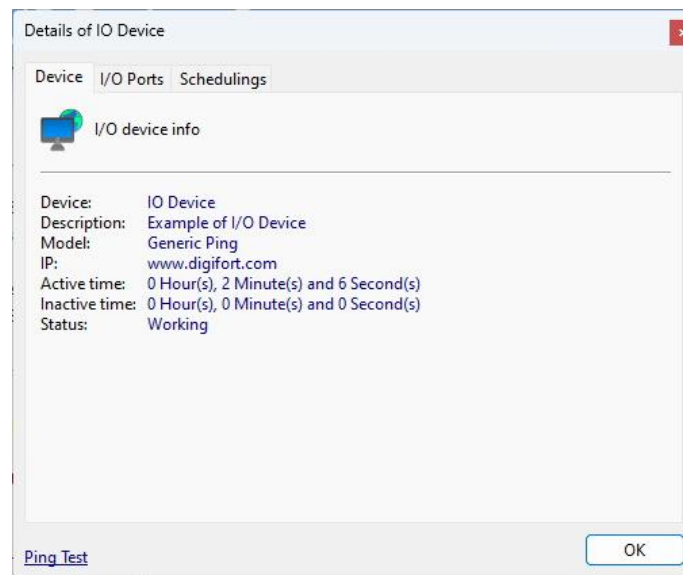 Details of IO Device
Device I/O Ports Schedulings
I/O device info
Device: IO Device
Description: Example of I/O Device
Model: Generic Ping
IP: www.digifort.com
Active time: 0 Hour(s), 2 Minute(s) and 6 Second(s)
Inactive time: 0 Hour(s), 0 Minute(s) and 0 Second(s)
Status: Working
Ping Test
OK